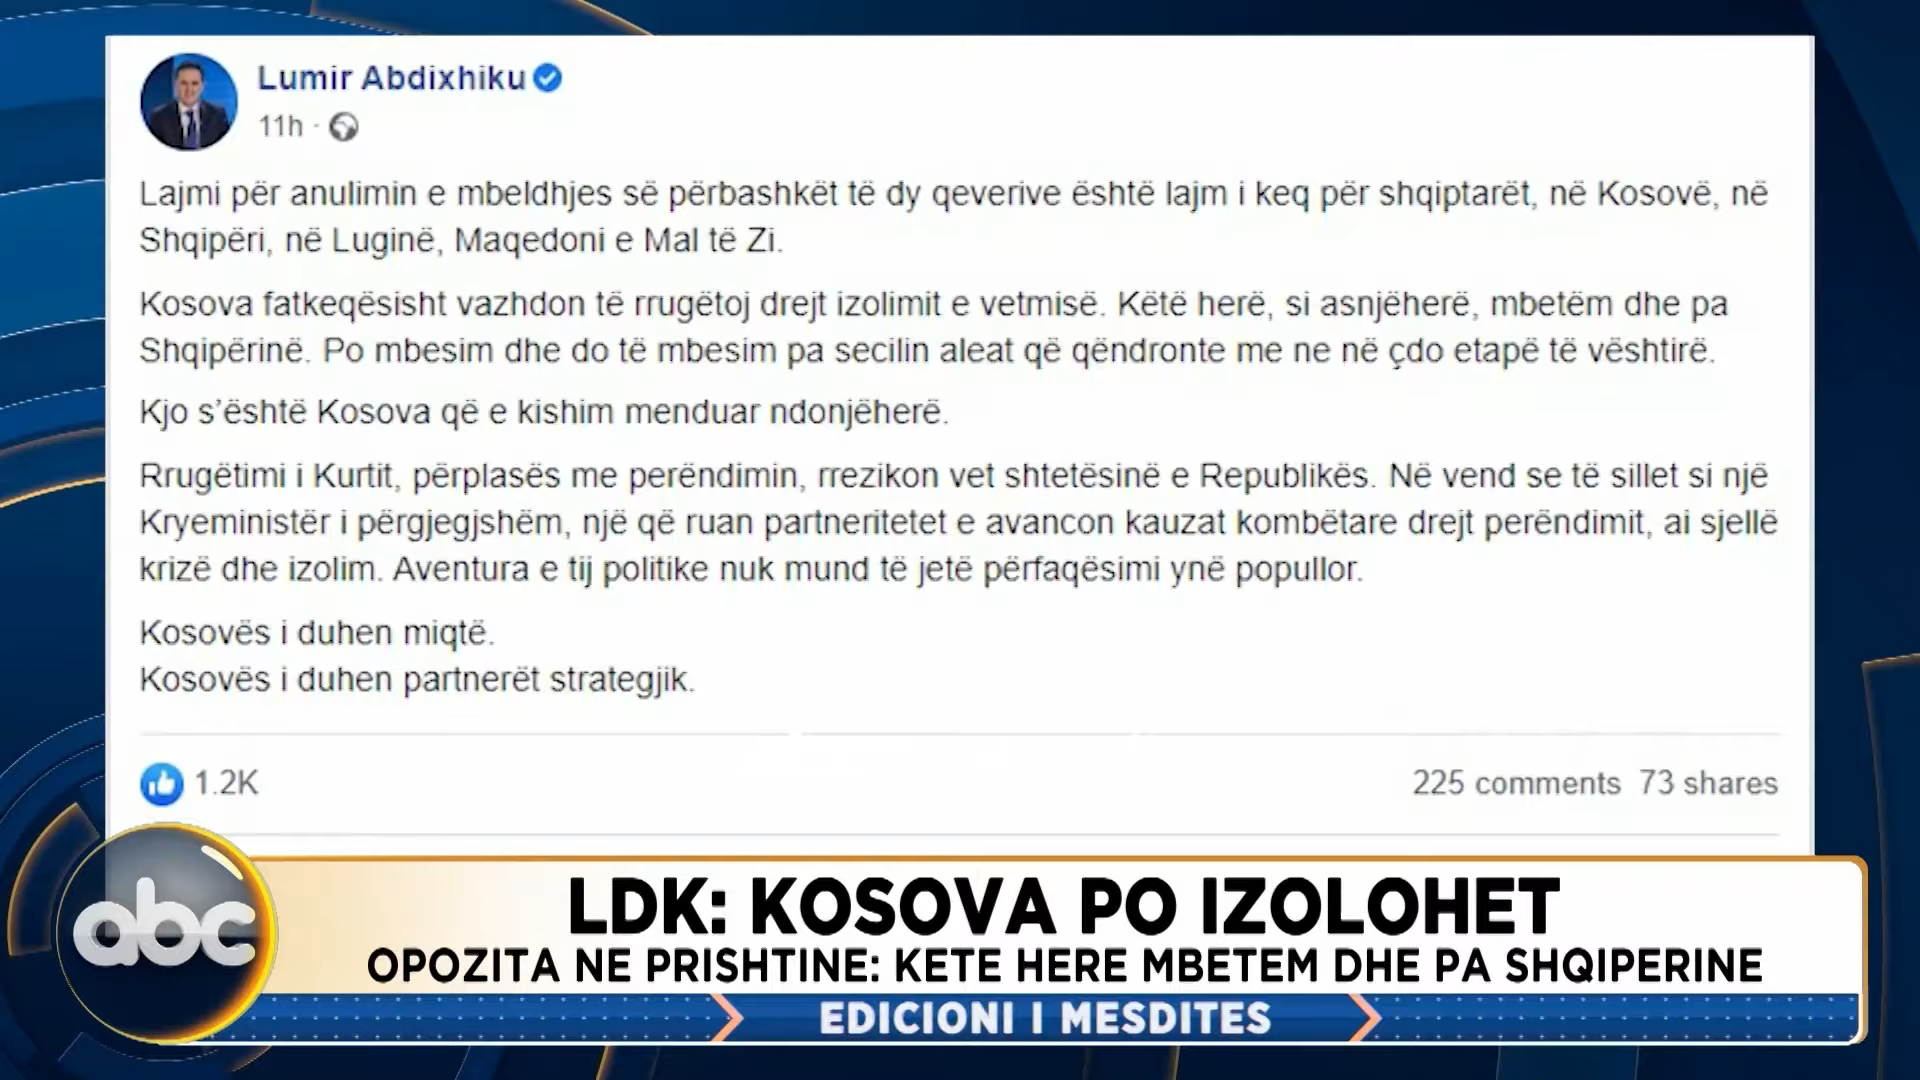 Lumir Abdixhiku
11h ·
Lajmi për anulimin e mbeldhjes së përbashkët të dy qeverive është lajm i keq për shqiptarët, në Kosovë, në
Shqipëri, në Luginë, Maqedoni e Mal të Zi.
Kosova fatkeqësisht vazhdon të rrugëtoj drejt izolimit e vetmisë. Këtë herë, si asnjëherë, mbetëm dhe pa
Shqipërinë. Po mbesim dhe do të mbesim pa secilin aleat që qëndronte me ne në çdo etapë të vështirë.
Kjo s’është Kosova që e kishim menduar ndonjëherë.
Rrugëtimi i Kurtit, përplasës me perëndimin, rrezikon vet shtetësinë e Republikës. Në vend se të sillet si një
Kryeministër i përgjegjshëm, një që ruan partneritetet e avancon kauzat kombëtare drejt perëndimit, ai sjellë
krizë dhe izolim. Aventura e tij politike nuk mund të jetë përfaqësimi ynë popullor.
Kosovës i duhen miqtë.
Kosovës i duhen partnerët strategjik.
1.2K
225 comments 73 shares
abc
LDK: KOSOVA PO IZOLOHET
OPOZITA NE PRISHTINE: KETE HERE MBETEM DHE PA SHQIPERINE
EDICIONI I MESDITES